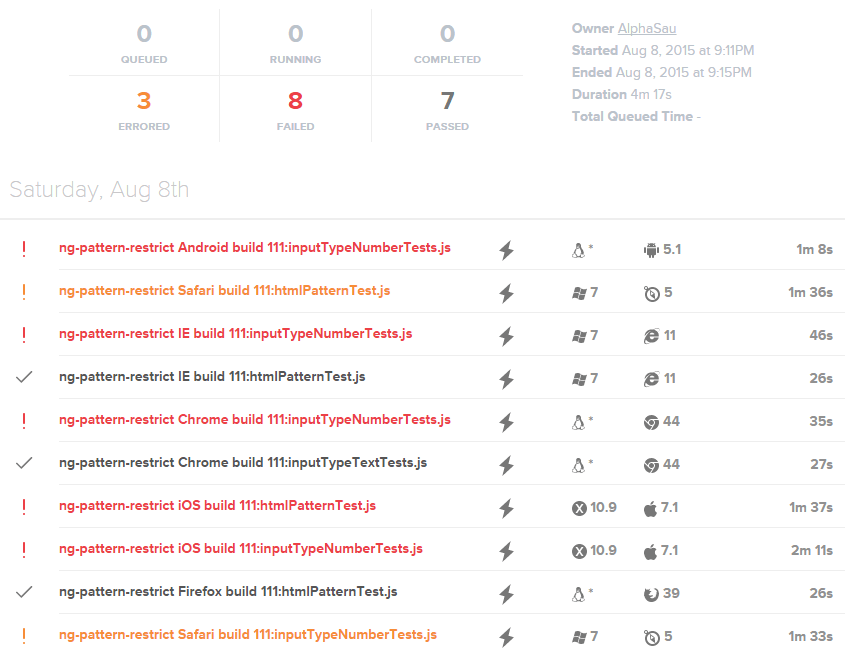 0 0 0
QUEUED RUNNING COMPLETED
3 8 7
ERRORED FAILED PASSED
Owner AlphaSau
Started Aug 8, 2015 at 9:11PM
Ended Aug 8, 2015 at 9:15PM
Duration 4m 17s
Total Queued Time -
Saturday, Aug 8th
! ng-pattern-restrict Android build 111:inputTypeNumberTests.js * 5.1 1m 8s
! ng-pattern-restrict Safari build 111:htmlPatternTest.js 7 5 1m 36s
! ng-pattern-restrict IE build 111:inputTypeNumberTests.js 7 11 46s
ng-pattern-restrict IE build 111:htmlPatternTest.js 7 11 26s
! ng-pattern-restrict Chrome build 111:inputTypeNumberTests.js * 44 35s
ng-pattern-restrict Chrome build 111:inputTypeTextTests.js * 44 27s
! ng-pattern-restrict iOS build 111:htmlPatternTest.js X 10.9 7.1 1m 37s
! ng-pattern-restrict iOS build 111:inputTypeNumberTests.js X 10.9 7.1 2m 11s
ng-pattern-restrict Firefox build 111:htmlPatternTest.js * 39 26s
! ng-pattern-restrict Safari build 111:inputTypeNumberTests.js 7 5 1m 33s